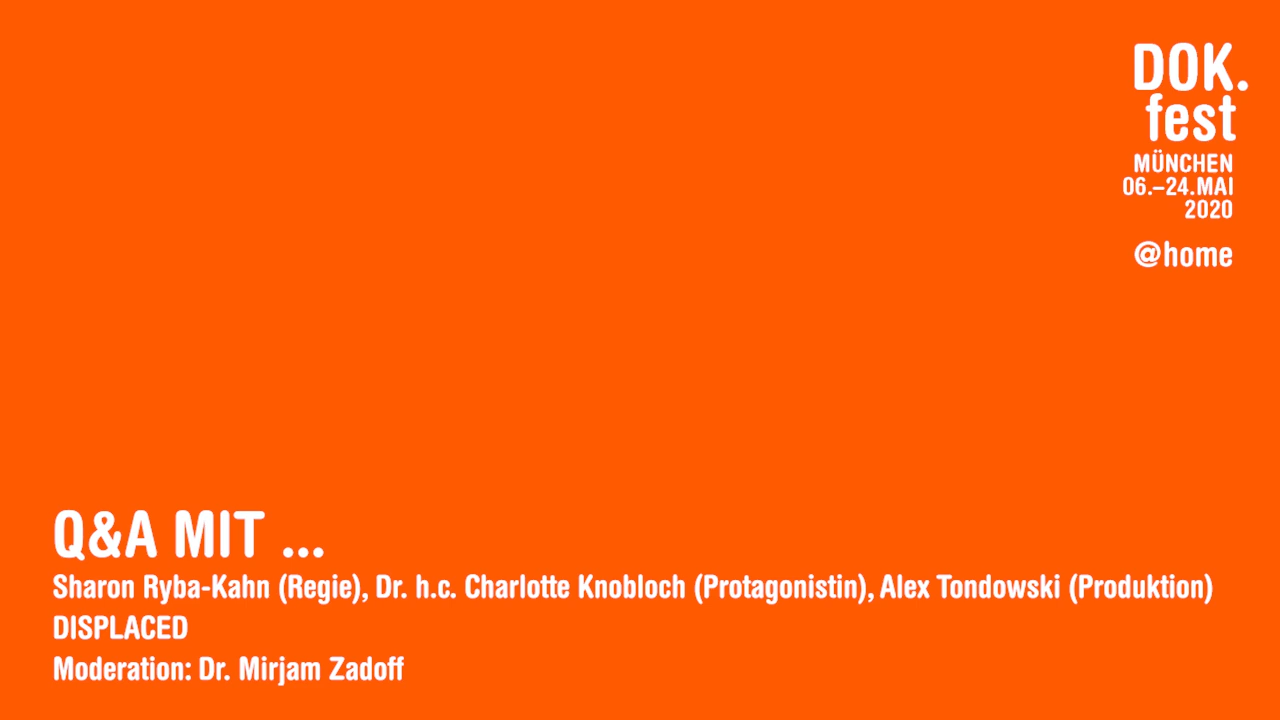 DOK.
fest
MÜNCHEN
06.–24.MAI
2020
@home
Q&A MIT ...
Sharon Ryba-Kahn (Regie), Dr. h.c. Charlotte Knobloch (Protagonistin), Alex Tondowski (Produktion)
DISPLACED
Moderation: Dr. Mirjam Zadoff